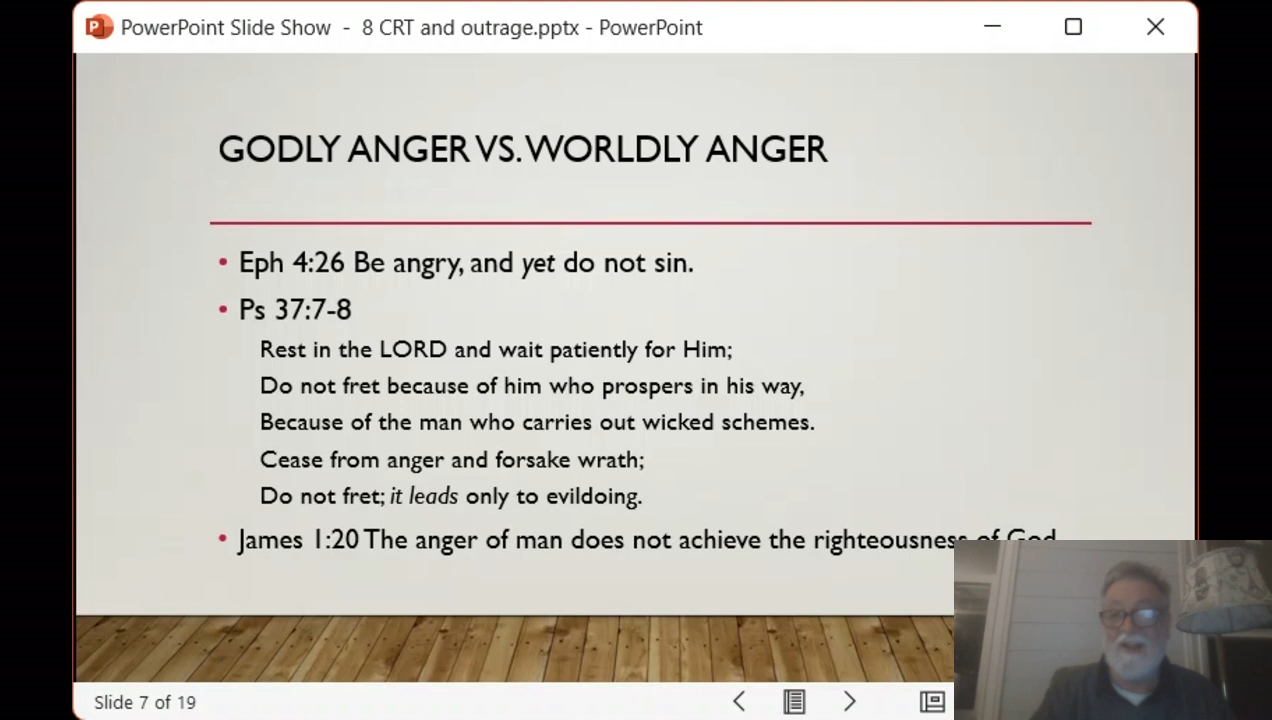 PowerPoint Slide Show - 8 CRT and outrage.pptx - PowerPoint
GODLY ANGER VS. WORLDLY ANGER
• Eph 4:26 Be angry, and yet do not sin.
• Ps 37:7-8
Rest in the LORD and wait patiently for Him;
Do not fret because of him who prospers in his way,
Because of the man who carries out wicked schemes.
Cease from anger and forsake wrath;
Do not fret; it leads only to evildoing.
• James 1:20 The anger of man does not achieve the righteousness of God
Slide 7 of 19